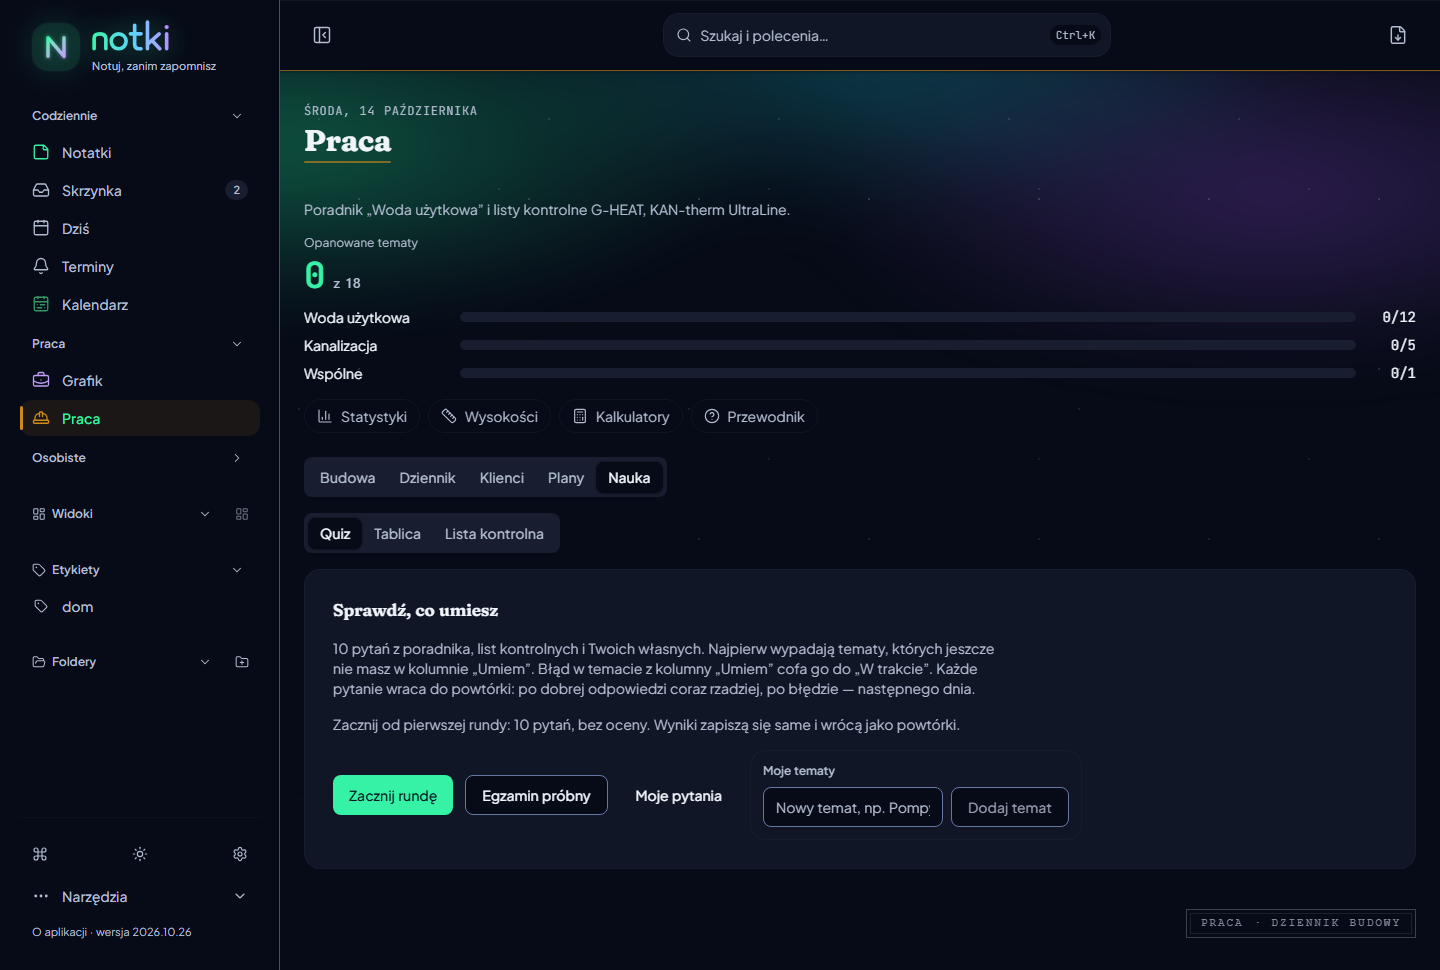 N
notki
Notuj, zanim zapomnisz
Codziennie
Notatki
Skrzynka 2
Dziś
Terminy
Kalendarz
Praca
Grafik
Praca
Osobiste
Widoki
Etykiety
dom
Foldery
Narzędzia
O aplikacji · wersja 2026.10.26
Szukaj i polecenia… Ctrl+K
ŚRODA, 14 PAŹDZIERNIKA
Praca
Poradnik „Woda użytkowa” i listy kontrolne G-HEAT, KAN-therm UltraLine.
Opanowane tematy
0 z 18
Woda użytkowa 0/12
Kanalizacja 0/5
Wspólne 0/1
Statystyki Wysokości Kalkulatory Przewodnik
Budowa Dziennik Klienci Plany Nauka
Quiz Tablica Lista kontrolna
Sprawdź, co umiesz
10 pytań z poradnika, list kontrolnych i Twoich własnych. Najpierw wypadają tematy, których jeszcze
nie masz w kolumnie „Umiem”. Błąd w temacie z kolumny „Umiem” cofa go do „W trakcie”. Każde
pytanie wraca do powtórki: po dobrej odpowiedzi coraz rzadziej, po błędzie — następnego dnia.
Zacznij od pierwszej rundy: 10 pytań, bez oceny. Wyniki zapiszą się same i wrócą jako powtórki.
Moje tematy
Zacznij rundę Egzamin próbny Moje pytania Nowy temat, np. Pompy Dodaj temat
PRACA · DZIENNIK BUDOWY